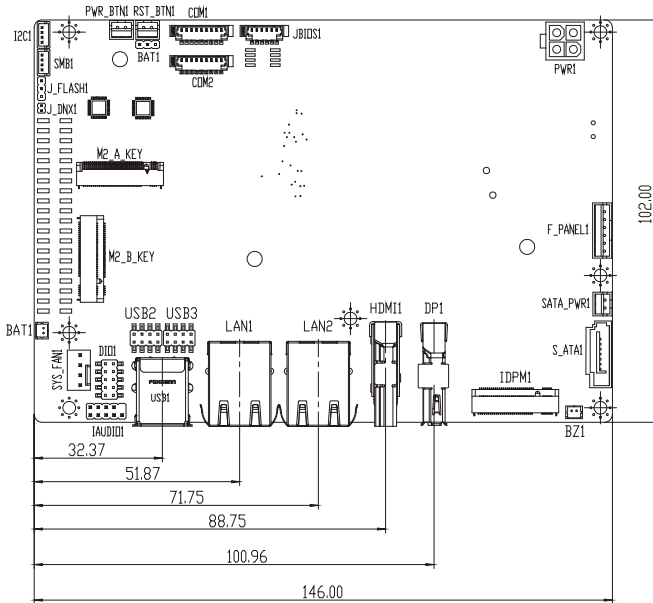 PWR_BTN1 RST_BTN1 COM1
I2C1
JBIOS1
BAT1
SMB1
COM2
PWR1
J_FLASH1
J_DNX1
M2_A_KEY
102.00
F_PANEL1
M2_B_KEY
SATA_PWR1
USB2 USB3
LAN1
LAN2
HDMI1
DP1
BAT1
SYS_FAN1
DIO1
S_ATA1
FOXCONN
USB1
IDPM1
IAUDIO1
BZ1
32.37
51.87
71.75
88.75
100.96
146.00